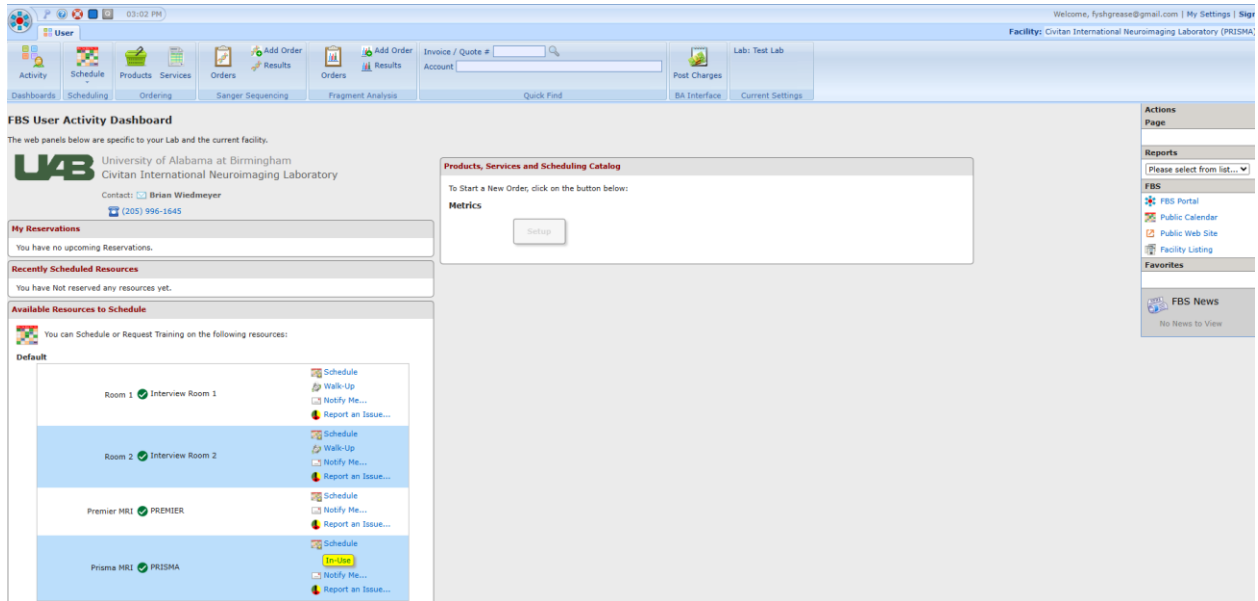 03:02 PM
Welcome, fyshgrease@gmail.com | My Settings | Sign
User
Facility: Civitan International Neuroimaging Laboratory (PRISMA)
Activity
Schedule
Products Services
Orders
Add Order
Results
Orders
Add Order
Results
Invoice / Quote #
Account
Post Charges
Lab: Test Lab
Dashboards Scheduling Ordering Sanger Sequencing Fragment Analysis Quick Find BA Interface Current Settings
FBS User Activity Dashboard
The web panels below are specific to your Lab and the current facility.
UAB
University of Alabama at Birmingham
Civitan International Neuroimaging Laboratory
Contact: Brian Wiedmeyer
(205) 996-1645
My Reservations
You have no upcoming Reservations.
Recently Scheduled Resources
You have Not reserved any resources yet.
Available Resources to Schedule
You can Schedule or Request Training on the following resources:
Default
Room 1 Interview Room 1
Schedule
Walk-Up
Notify Me...
Report an Issue...
Room 2 Interview Room 2
Schedule
Walk-Up
Notify Me...
Report an Issue...
Premier MRI PREMIER
Schedule
Notify Me...
Report an Issue...
Prisma MRI PRISMA
Schedule
In-Use
Notify Me...
Report an Issue...
Products, Services and Scheduling Catalog
To Start a New Order, click on the button below:
Metrics
Setup
Actions
Page
Reports
Please select from list...
FBS
FBS Portal
Public Calendar
Public Web Site
Facility Listing
Favorites
FBS News
No News to View